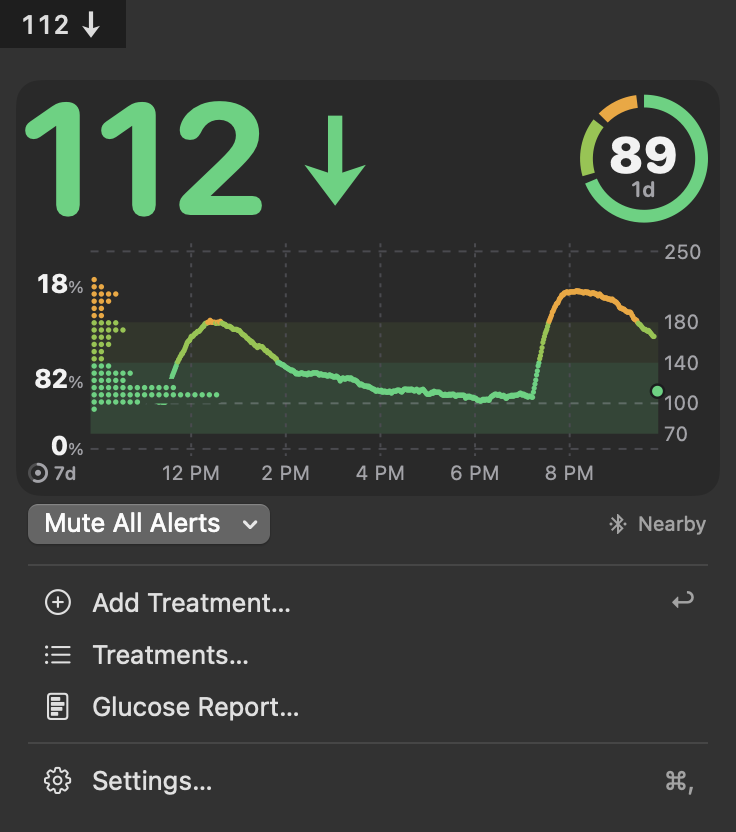 112 ↓
112 ↓
89
1d
250
18%
180
140
82%
100
70
0%
7d 12 PM 2 PM 4 PM 6 PM 8 PM
Mute All Alerts
Nearby
Add Treatment...
Treatments...
Glucose Report...
Settings... ⌘,